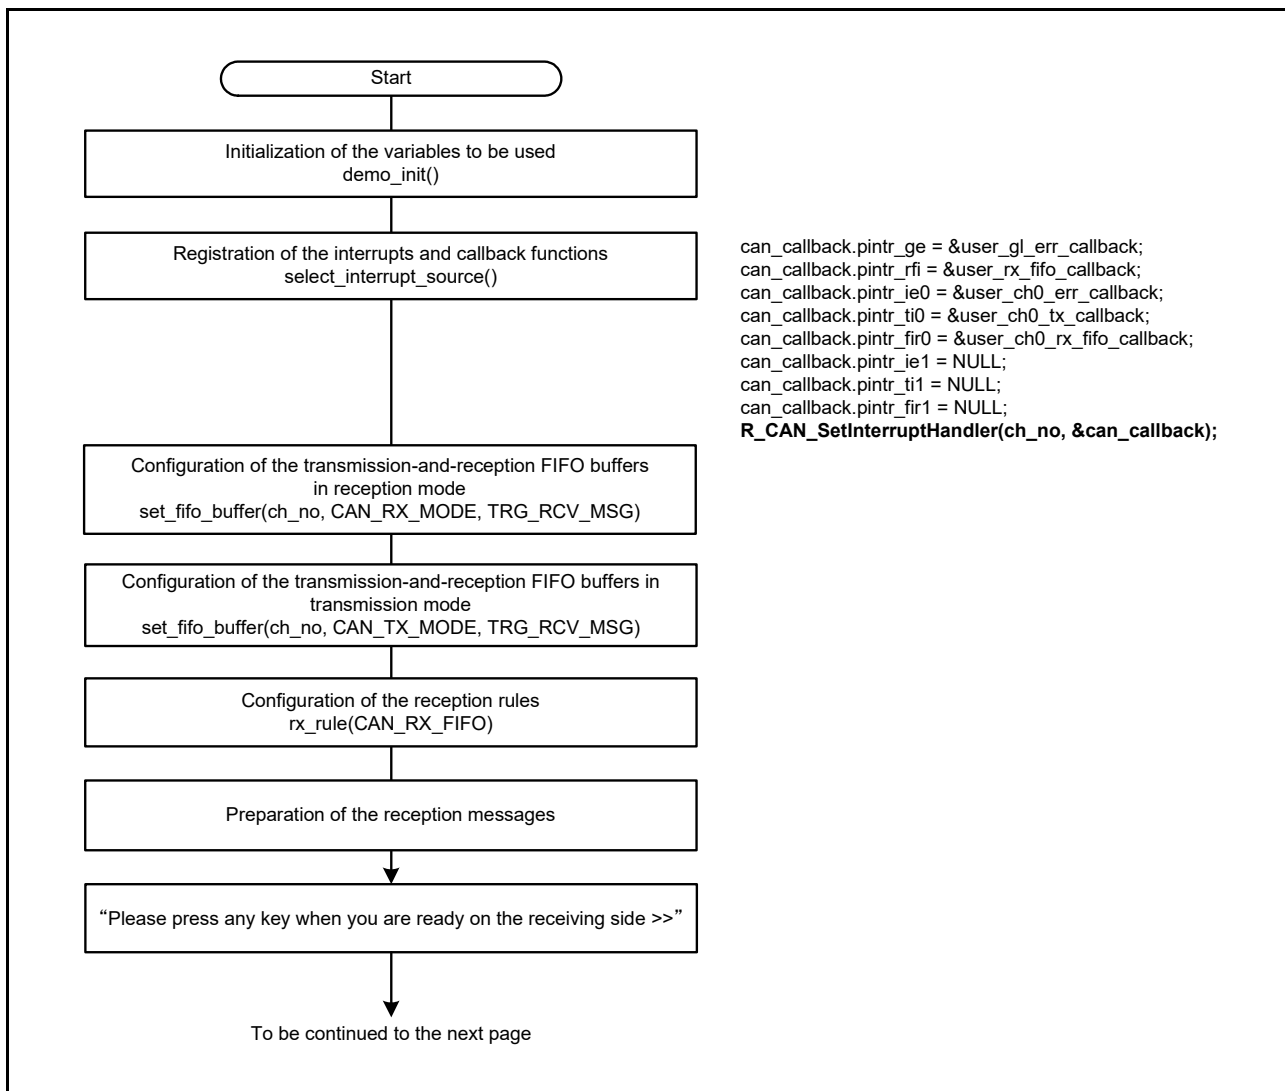 Start
Initialization of the variables to be used
demo_init()
Registration of the interrupts and callback functions
select_interrupt_source()
can_callback.pintr_ge = &user_gl_err_callback;
can_callback.pintr_rfi = &user_rx_fifo_callback;
can_callback.pintr_ie0 = &user_ch0_err_callback;
can_callback.pintr_ti0 = &user_ch0_tx_callback;
can_callback.pintr_fir0 = &user_ch0_rx_fifo_callback;
can_callback.pintr_ie1 = NULL;
can_callback.pintr_ti1 = NULL;
can_callback.pintr_fir1 = NULL;
R_CAN_SetInterruptHandler(ch_no, &can_callback);
Configuration of the transmission-and-reception FIFO buffers
in reception mode
set_fifo_buffer(ch_no, CAN_RX_MODE, TRG_RCV_MSG)
Configuration of the transmission-and-reception FIFO buffers in
transmission mode
set_fifo_buffer(ch_no, CAN_TX_MODE, TRG_RCV_MSG)
Configuration of the reception rules
rx_rule(CAN_RX_FIFO)
Preparation of the reception messages
“Please press any key when you are ready on the receiving side >>”
To be continued to the next page